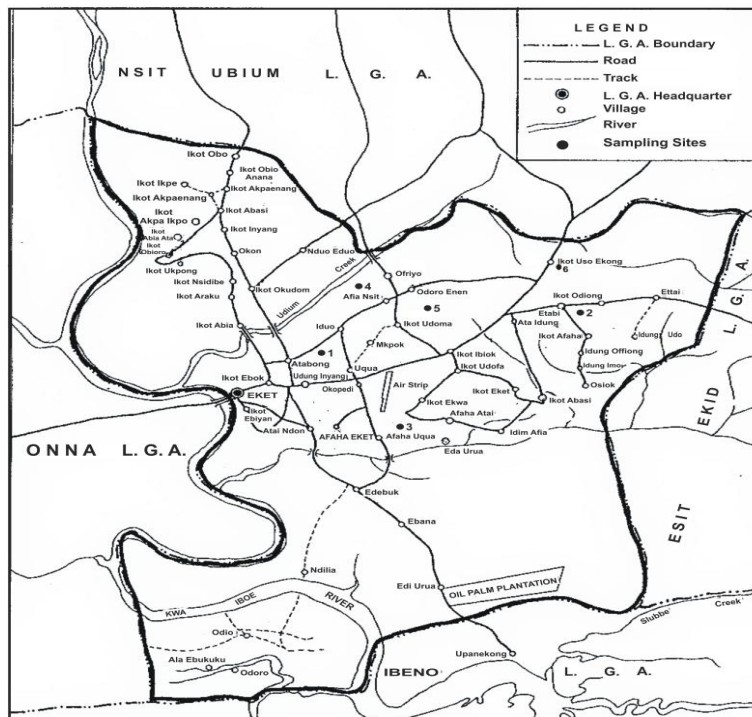 LEGEND
L. G. A. Boundary
Road
Track
L. G. A. Headquarter
Village
River
Sampling Sites
NSIT UBIUM L. G. A.
Ikot Obo
Ikot Obio
Anana
Ikot Ikpe
Ikot Akpaenang
Ikot Akpaenang
Ikot
Akpa Ikpo
Ikot Abasi
Ikot
Abia Ata
Ikot Inyang
Ikot
Obioro
Okon
Nduo Eduo
Ikot Ukpong
Creek
Udium
Ofriyo
Ikot Uso Ekong
6
Ikot Nsidibe
Ikot Okudom
4
Afia Nsit
Odoro Enen
Ikot Araku
5
Ikot Odiong
Ettai
Etabi
2
Ikot Abia
Iduo
Ikot Udoma
Ata Idung
Ikot Afaha
Idung
Udo
1
Mkpok
Atabong
Ikot Ibiok
Idung Offiong
Idung Imo
Uqua
Ikot Udofa
Ikot Ebok
Udung Inyang
Okopedi
Air Strip
Ikot Eket
Osiok
EKET
Ikot Ekwa
Ikot Abasi
Ikot
Ebiyan
Afaha Atai
Atai Ndon
AFAHA EKET
3
Afaha Uqua
Idim Afia
Eda Urua
ONNA L.G.A.
ESIT EKID L. G. A.
Edebuk
Ebana
Ndilia
Edi Urua
OIL PALM PLANTATION
KWA IBOE RIVER
Stubbe Creek
Odio
Ala Ebukuku
Odoro
Upanekong
IBENO L. G. A.